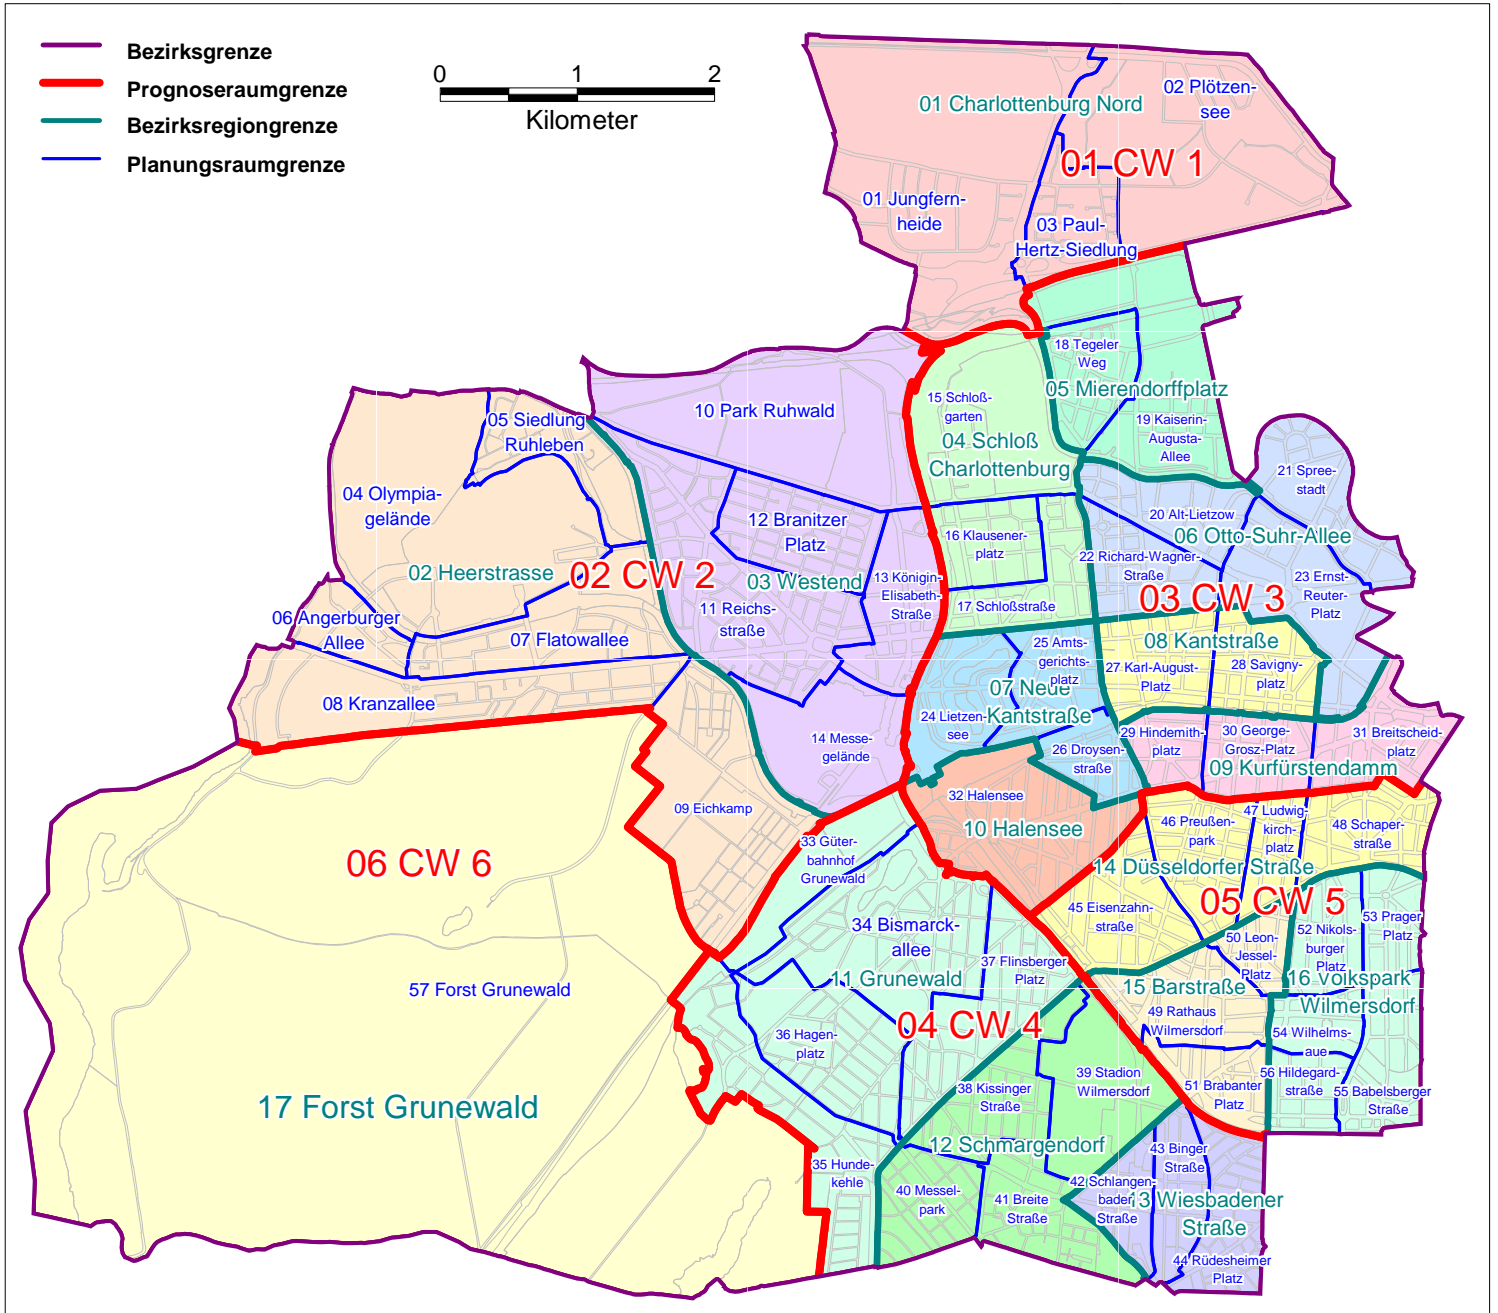 Bezirksgrenze
Prognoseraumgrenze
Bezirksregiongrenze
Planungsraumgrenze
0 1 2
Kilometer
01 Charlottenburg Nord
02 Plötzen-
see
01 CW 1
01 Jungfern-
heide
03 Paul-
Hertz-Siedlung
18 Tegeler
Weg
05 Mierendorffplatz
19 Kaiserin-
Augusta-
Allee
10 Park Ruhwald
15 Schloß-
garten
04 Schloß
Charlottenburg
05 Siedlung
Ruhleben
04 Olympia-
gelände
21 Spree-
stadt
20 Alt-Lietzow
06 Otto-Suhr-Allee
12 Branitzer
Platz
16 Klausener-
platz
22 Richard-Wagner-
Straße
02 Heerstrasse
02 CW 2
03 Westend
13 Königin-
Elisabeth-
Straße
23 Ernst-
Reuter-
Platz
03 CW 3
11 Reichs-
straße
17 Schloßstraße
06 Angerburger
Allee
07 Flatowallee
25 Amts-
gerichts-
platz
08 Kantstraße
27 Karl-August-
Platz
28 Savigny-
platz
07 Neue
Kantstraße
08 Kranzallee
24 Lietzen-
see
14 Messe-
gelände
26 Droysen-
straße
29 Hindemith-
platz
30 George-
Grosz-Platz
31 Breitscheid-
platz
09 Kurfürstendamm
09 Eichkamp
32 Halensee
10 Halensee
33 Güter-
bahnhof
Grunewald
46 Preußen-
park
47 Ludwig-
kirch-
platz
48 Schaper-
straße
14 Düsseldorfer Straße
06 CW 6
05 CW 5
45 Eisenzahn-
straße
34 Bismarck-
allee
53 Prager
Platz
52 Nikols-
burger
Platz
50 Leon-
Jessel-
Platz
37 Flinsberger
Platz
11 Grunewald
16 Volkspark
Wilmersdorf
15 Barstraße
57 Forst Grunewald
49 Rathaus
Wilmersdorf
04 CW 4
36 Hagen-
platz
54 Wilhelms-
aue
39 Stadion
Wilmersdorf
38 Kissinger
Straße
51 Brabanter
Platz
56 Hildegard-
straße
55 Babelsberger
Straße
17 Forst Grunewald
12 Schmargendorf
43 Binger
Straße
35 Hunde-
kehle
40 Messel-
park
41 Breite
Straße
42 Schlangen-
bader
Straße
13 Wiesbadener
Straße
44 Rüdesheimer
Platz